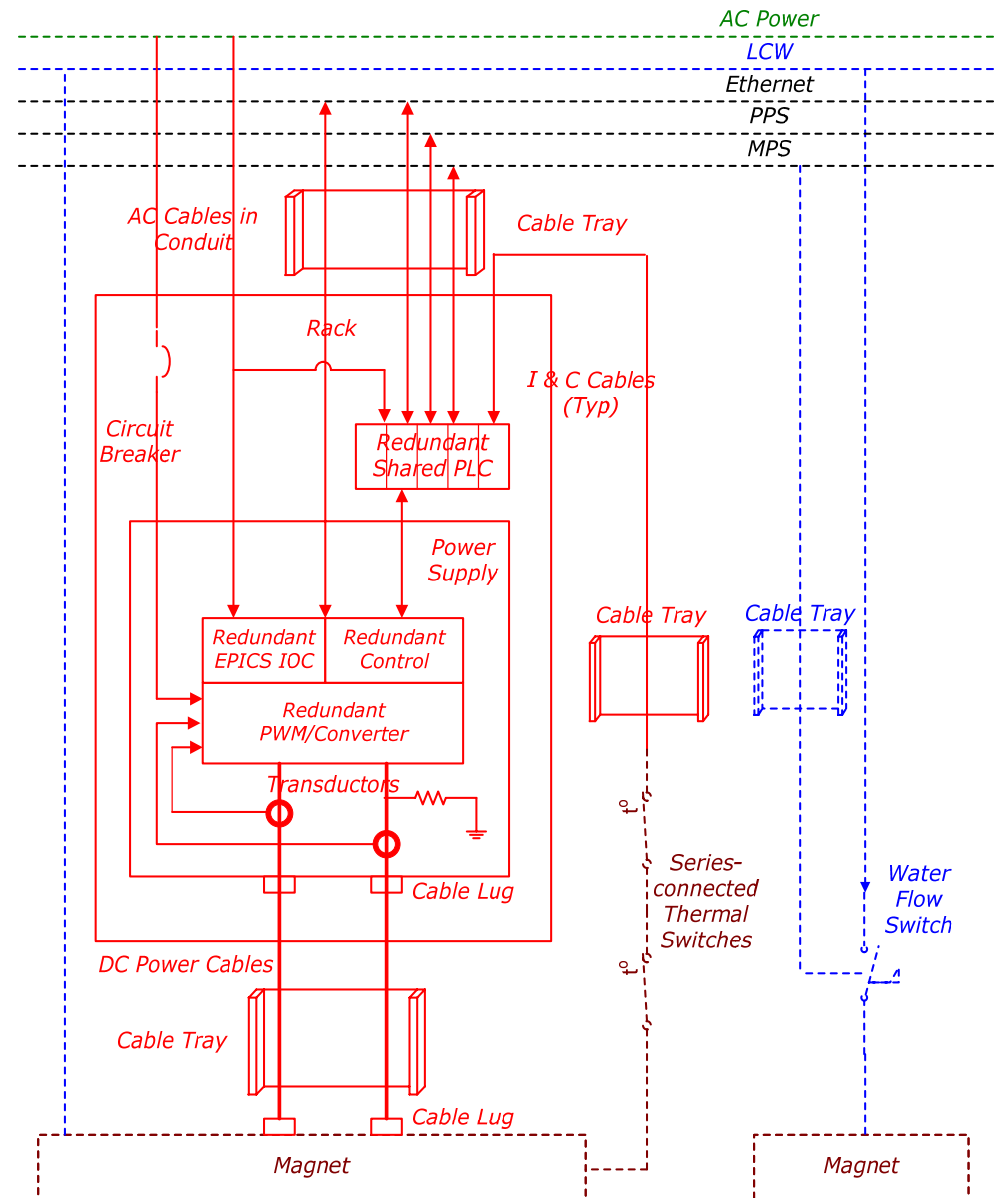 AC Power
LCW
Ethernet
PPS
MPS
AC Cables in
Conduit
Cable Tray
Rack
I & C Cables
(Typ)
Circuit
Breaker
Redundant
Shared PLC
Power
Supply
Redundant
EPICS IOC
Redundant
Control
Cable Tray
Cable Tray
Redundant
PWM/Converter
Transductors
to
Series-
connected
Thermal
Switches
Water
Flow
Switch
Cable Lug
DC Power Cables
to
Cable Tray
Cable Lug
Magnet
Magnet